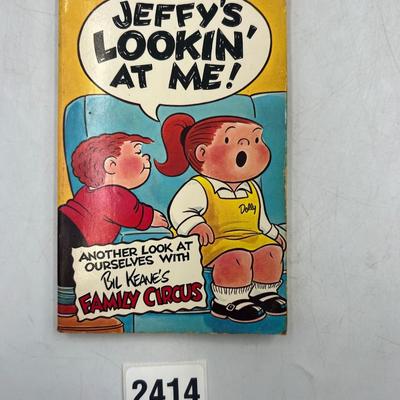 JEFFY'S
LOOKIN'
AT ME!
Dolly
ANOTHER LOOK AT
OURSELVES WITH
BIL KEANE'S
FAMILY CIRCUS
2414